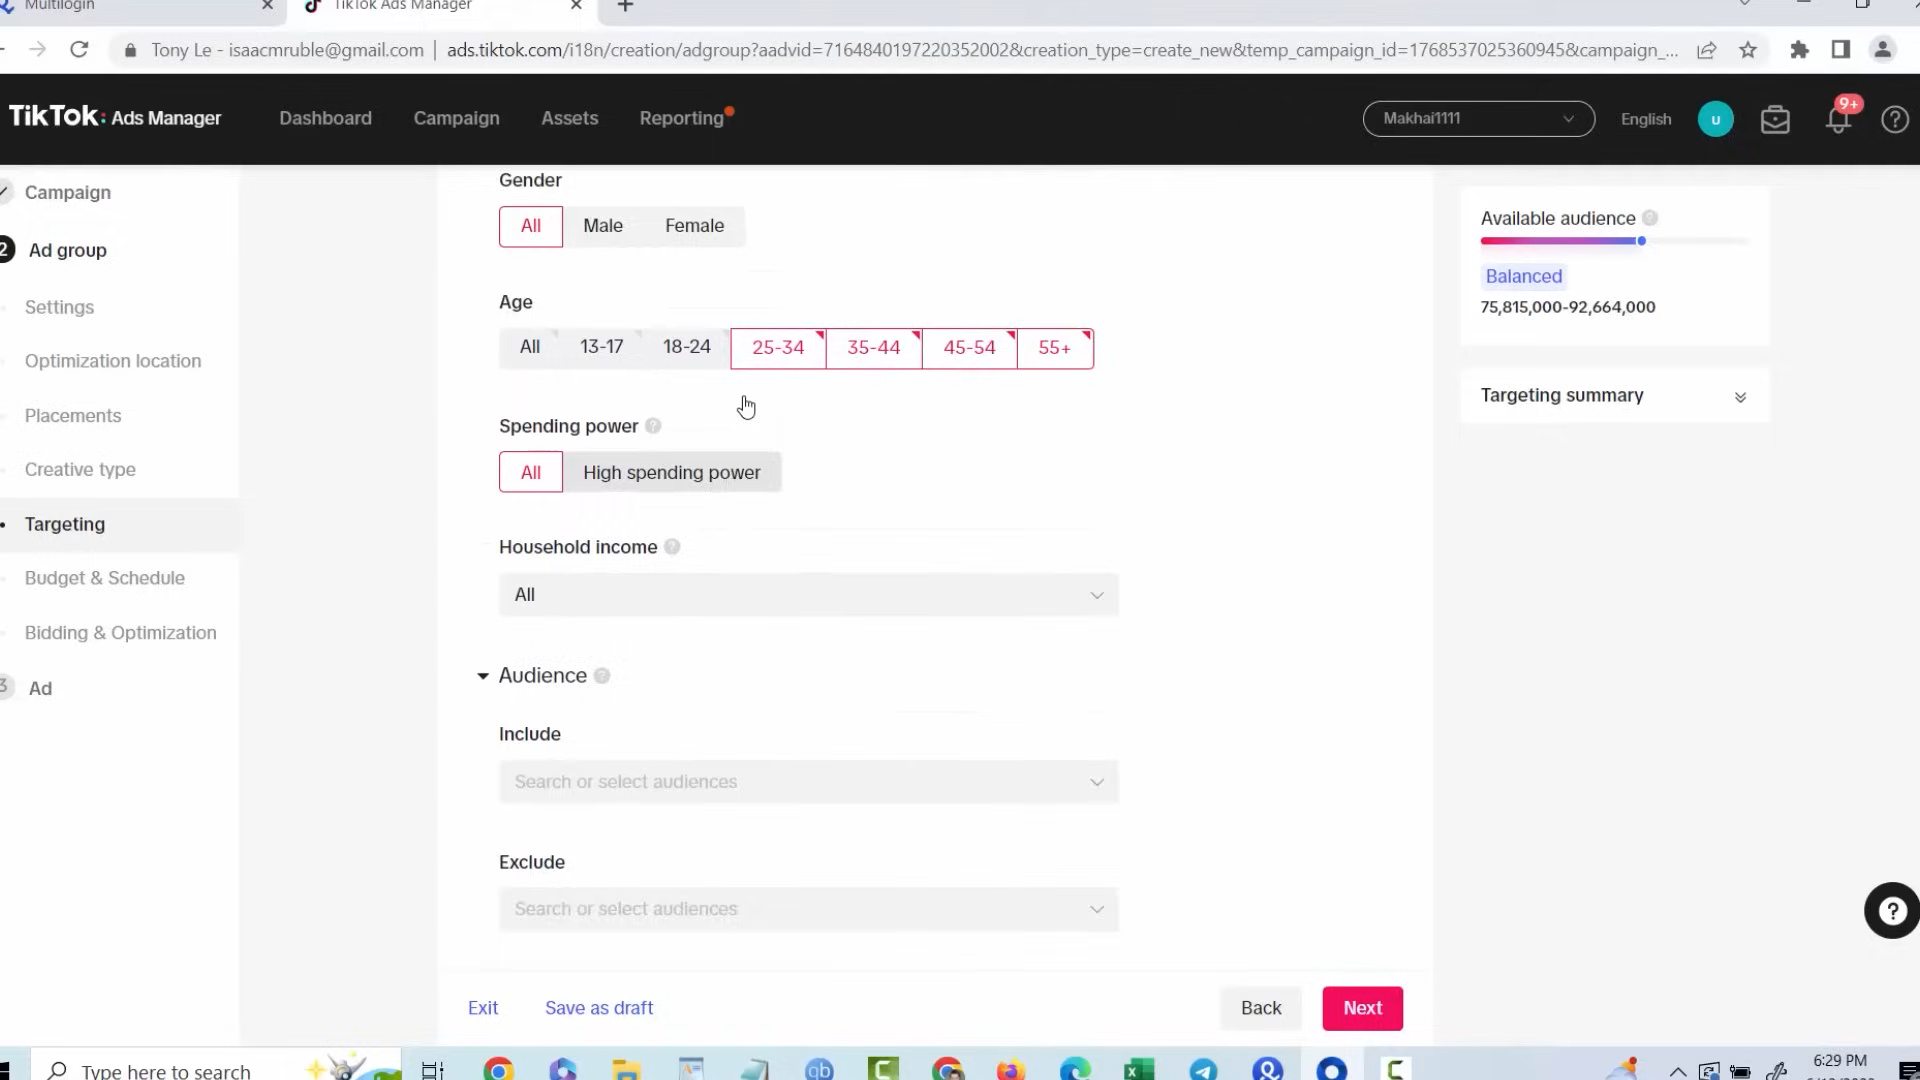 Multilogin
TikTok Ads Manager
Tony Le - isaacmruble@gmail.com
ads.tiktok.com/i18n/creation/adgroup?aadvid=7164840197220352002&creation_type=create_new&temp_campaign_id=1768537025360945&campaign_...
TikTok: Ads Manager
Dashboard
Campaign
Assets
Reporting
Makhai1111
English
u
9+
Campaign
2 Ad group
Settings
Optimization location
Placements
Creative type
Targeting
Budget & Schedule
Bidding & Optimization
3 Ad
Gender
All Male Female
Age
All 13-17 18-24 25-34 35-44 45-54 55+
Spending power
All High spending power
Household income
All
Audience
Include
Search or select audiences
Exclude
Search or select audiences
Exit
Save as draft
Back
Next
Available audience
Balanced
75,815,000-92,664,000
Targeting summary
Type here to search
qb
6:29 PM